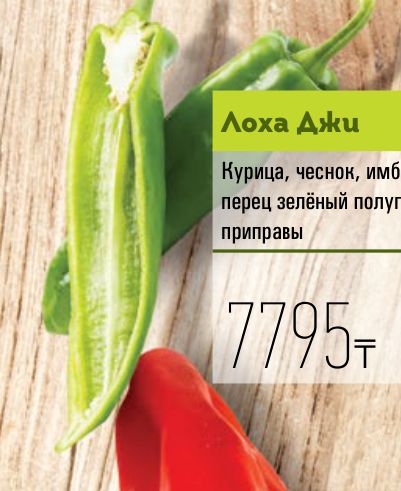 Лоха Джи
Курица, чеснок, имб
перец зелёный полуг
приправы
7795₸